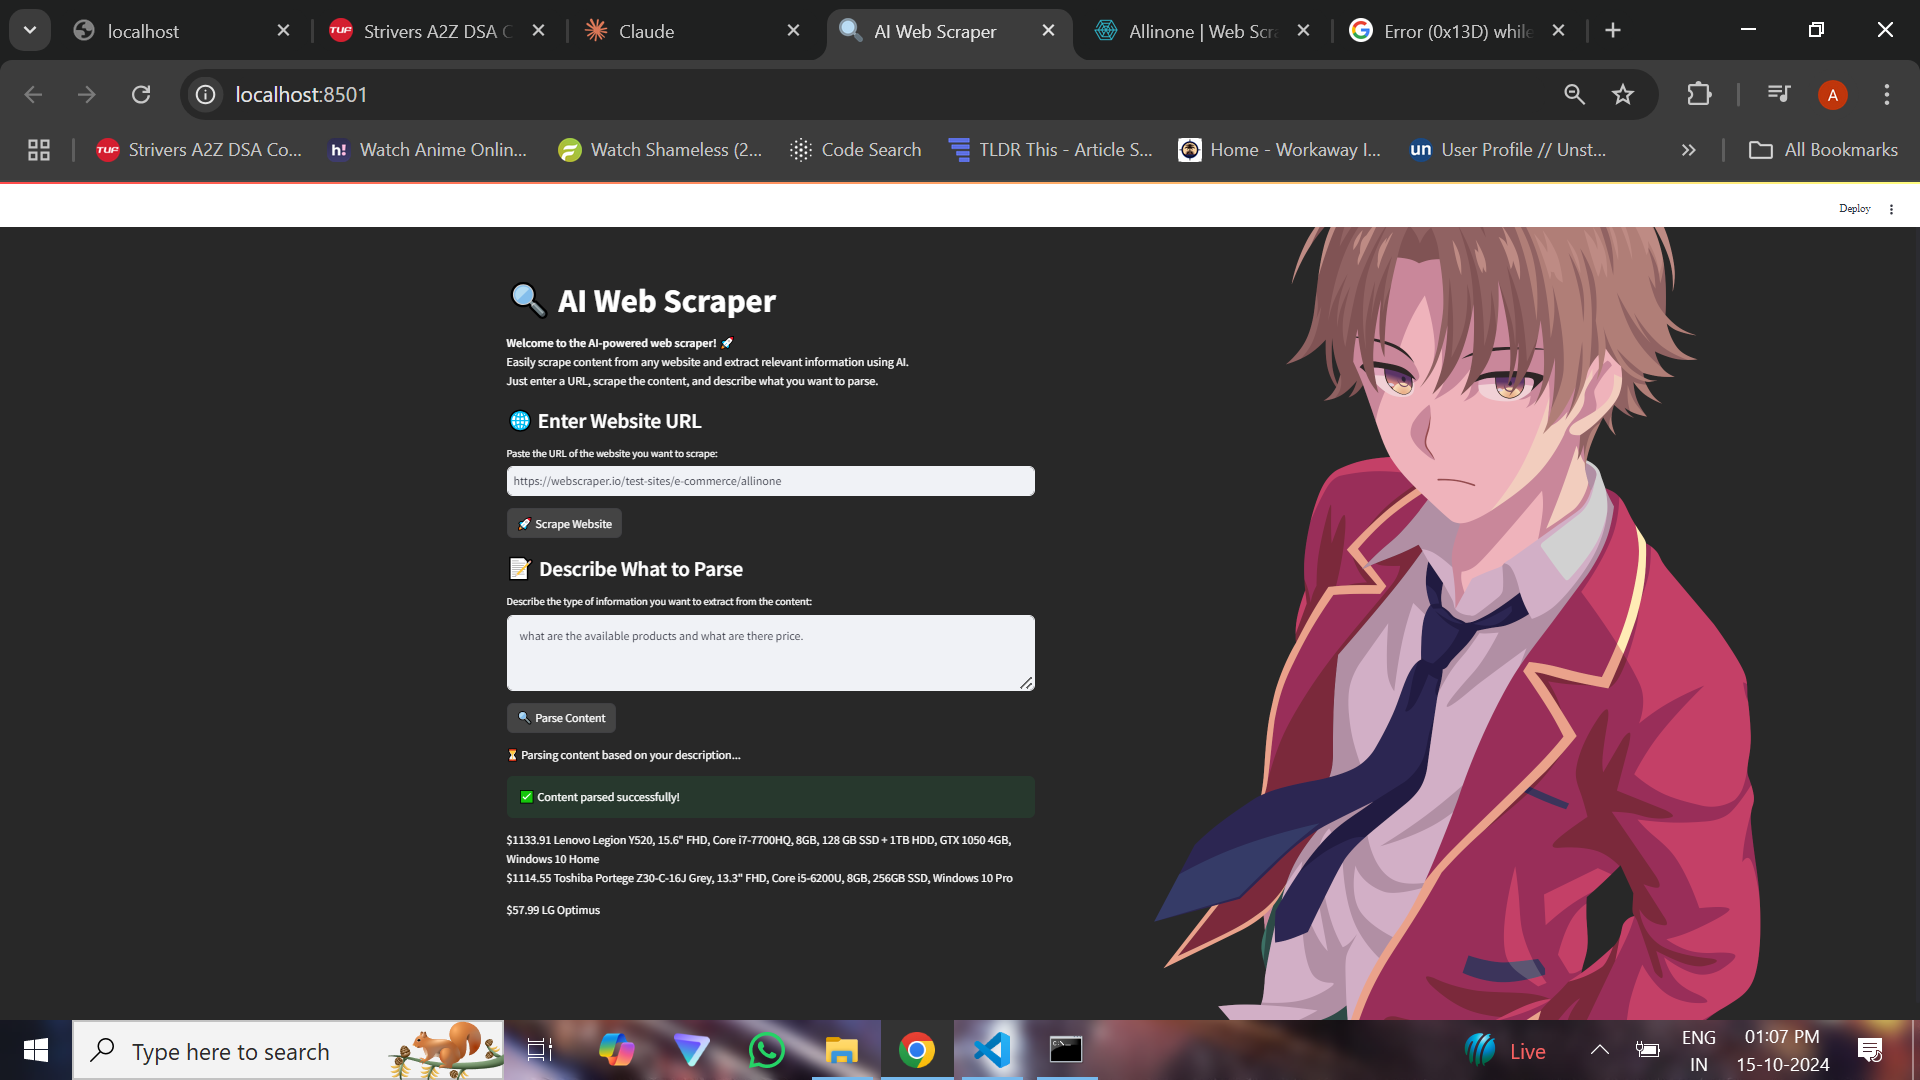 localhost
TUF
Strivers A2Z DSA C
Claude
AI Web Scraper
Allinone | Web Scra
Error (0x13D) while
localhost:8501
A
TUF
Strivers A2Z DSA Co...
h!
Watch Anime Onlin...
Watch Shameless (2...
Code Search
TLDR This - Article S...
Home - Workaway I...
un
User Profile // Unst...
All Bookmarks
Deploy
AI Web Scraper
Welcome to the AI-powered web scraper!
Easily scrape content from any website and extract relevant information using AI.
Just enter a URL, scrape the content, and describe what you want to parse.
Enter Website URL
Paste the URL of the website you want to scrape:
https://webscraper.io/test-sites/e-commerce/allinone
Scrape Website
Describe What to Parse
Describe the type of information you want to extract from the content:
what are the available products and what are there price.
Parse Content
Parsing content based on your description...
Content parsed successfully!
$1133.91 Lenovo Legion Y520, 15.6" FHD, Core i7-7700HQ, 8GB, 128 GB SSD + 1TB HDD, GTX 1050 4GB,
Windows 10 Home
$1114.55 Toshiba Portege Z30-C-16J Grey, 13.3" FHD, Core i5-6200U, 8GB, 256GB SSD, Windows 10 Pro
$57.99 LG Optimus
Type here to search
Live
ENG
IN
01:07 PM
15-10-2024